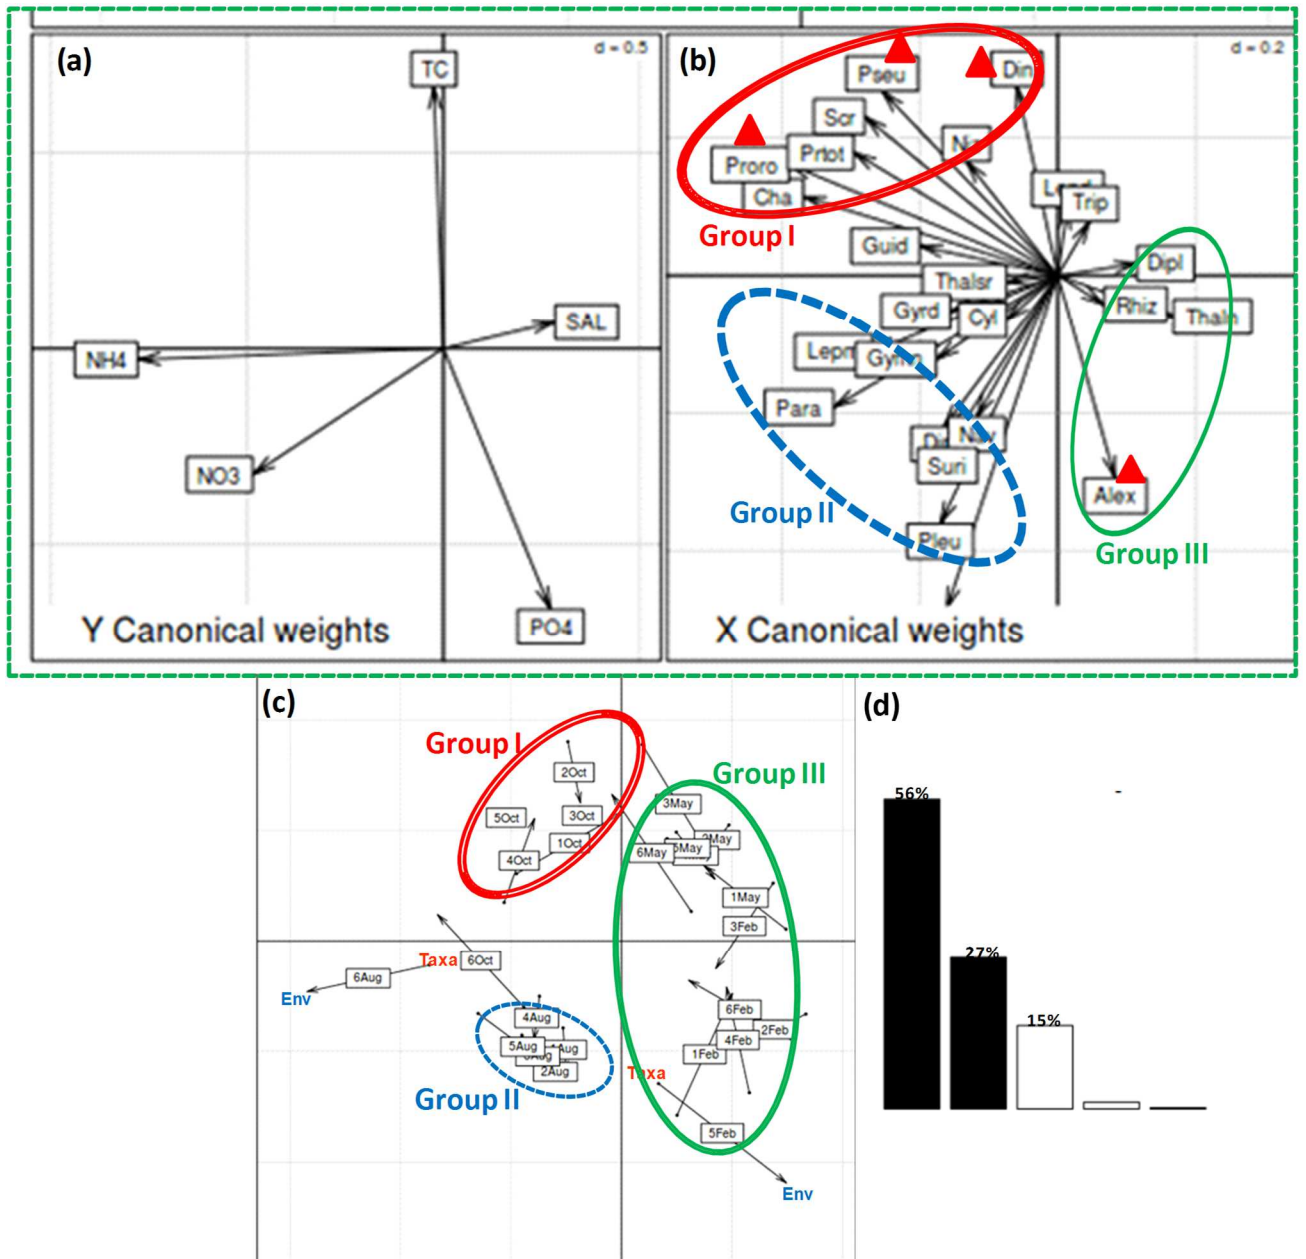 (a)
d = 0.5
TC
SAL
NH4
NO3
PO4
Y Canonical weights
(b)
d = 0.2
Pseu
Din
Scr
Prtot
Proro
Cha
Group I
Trip
Guid
Dipl
Thalsr
Rhiz
Thaln
Gyrd
Cyl
Gymn
Para
Nav
Suri
Group II
Alex
Pleu
Group III
X Canonical weights
(c)
Group I
Group III
2Oct
3May
5Oct
3Oct
2May
1Oct
6May
5May
4Oct
1May
3Feb
Taxa
6Oct
6Aug
Env
6Feb
4Aug
2Feb
5Aug
4Feb
1Feb
2Aug
Taxa
Group II
5Feb
Env
(d)
56%
-
27%
15%